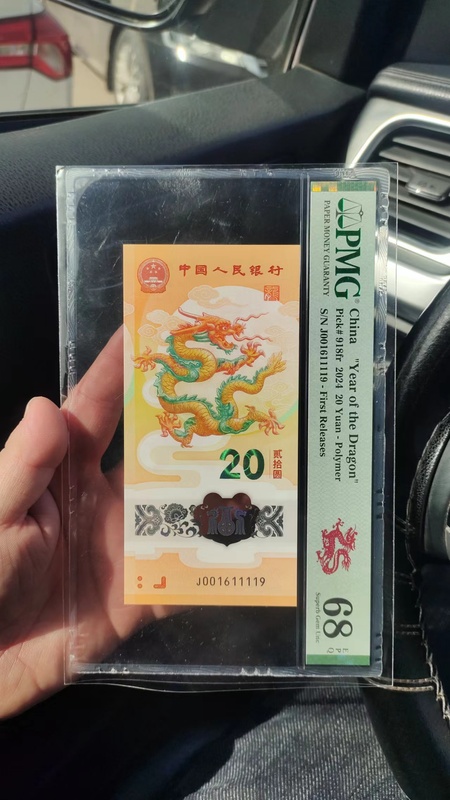 中国人民银行
20
贰拾圆
J001611119
PMG
PAPER MONEY GUARANTY
China "Year of the Dragon"
Pick# 918fr 2024 20 Yuan - Polymer
S/N J001611119 - First Releases
68
EPQ
Superb Gem Unc